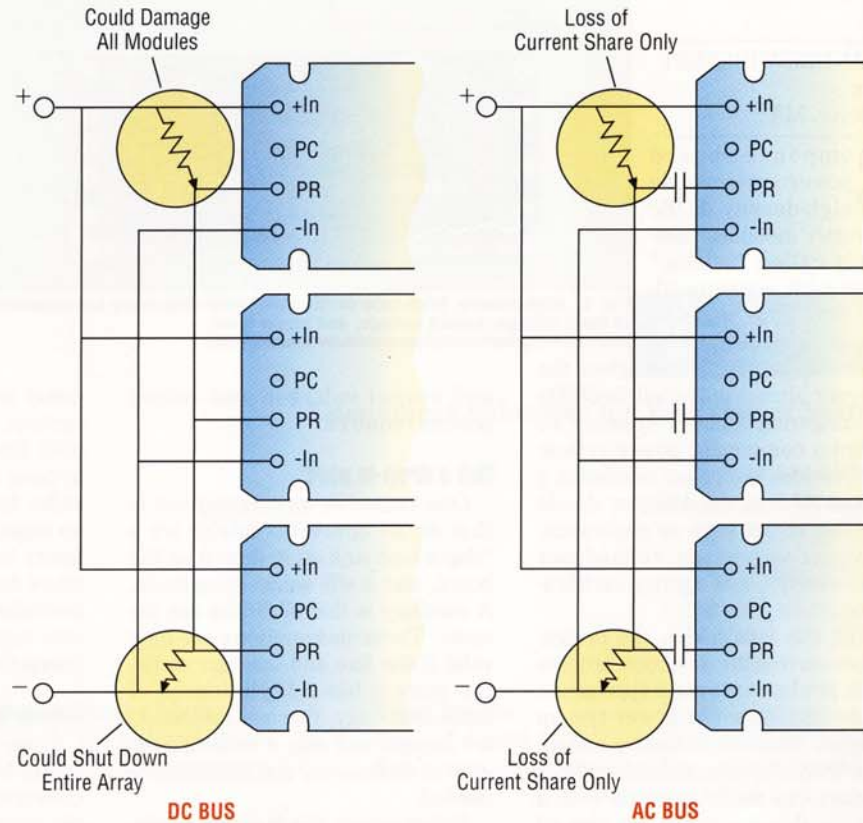 Could Damage
All Modules
+
+In
PC
PR
-In
+In
PC
PR
-In
+In
PC
PR
-In
−
Could Shut Down
Entire Array
DC BUS
Loss of
Current Share Only
+
+In
PC
PR
-In
+In
PC
PR
-In
+In
PC
PR
-In
−
Loss of
Current Share Only
AC BUS